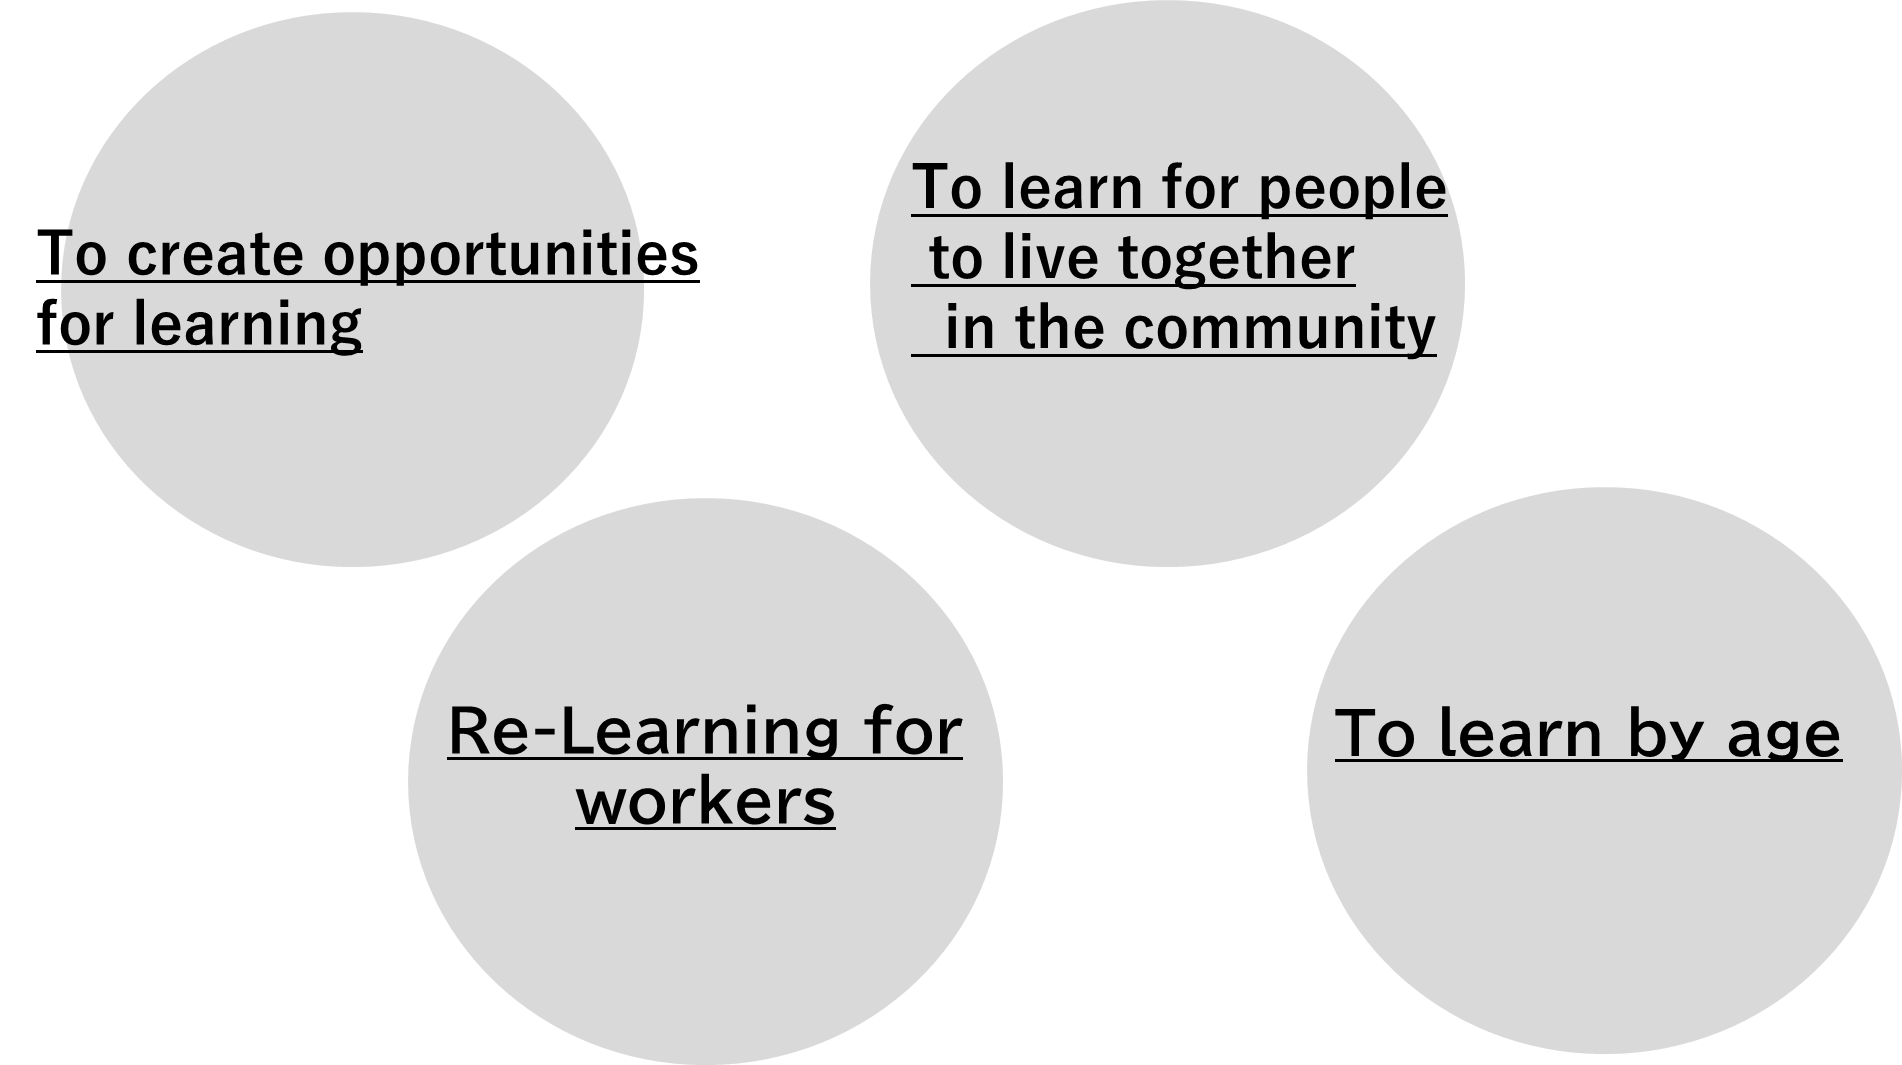 To create opportunities
for learning
To learn for people
to live together
in the community
Re-Learning for
workers
To learn by age